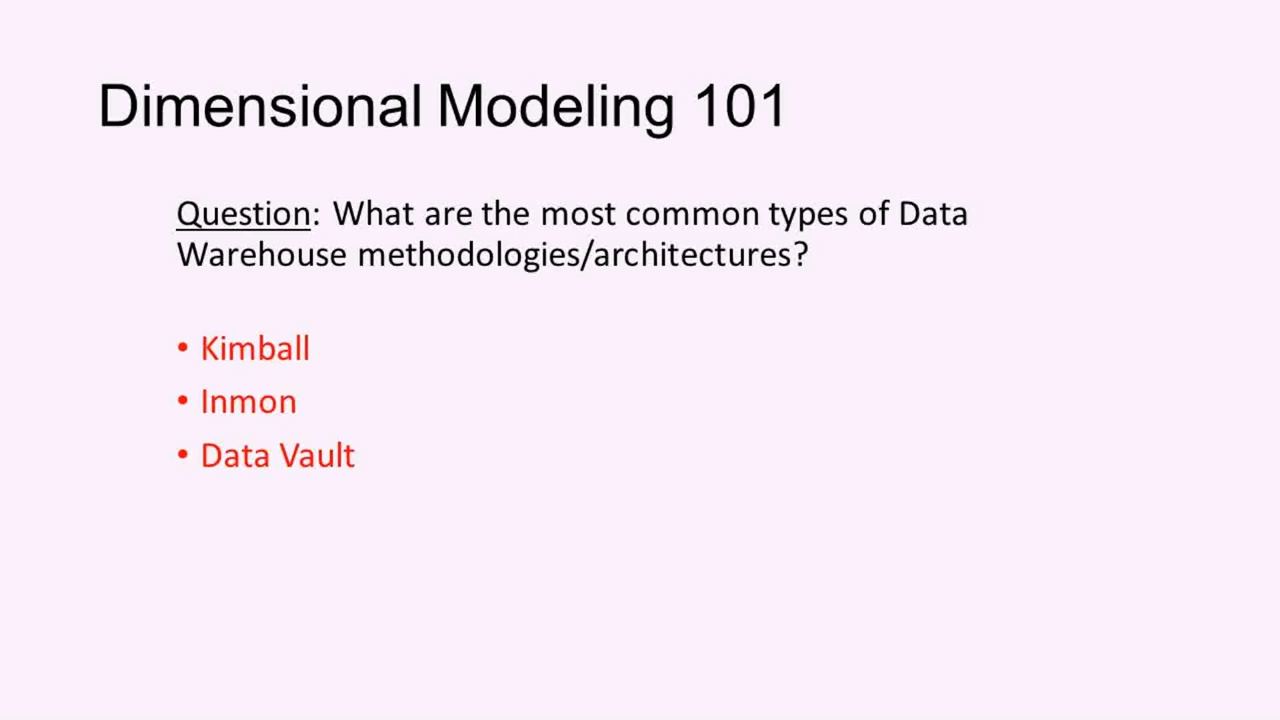 Dimensional Modeling 101
Question: What are the most common types of Data
Warehouse methodologies/architectures?
• Kimball
• Inmon
• Data Vault